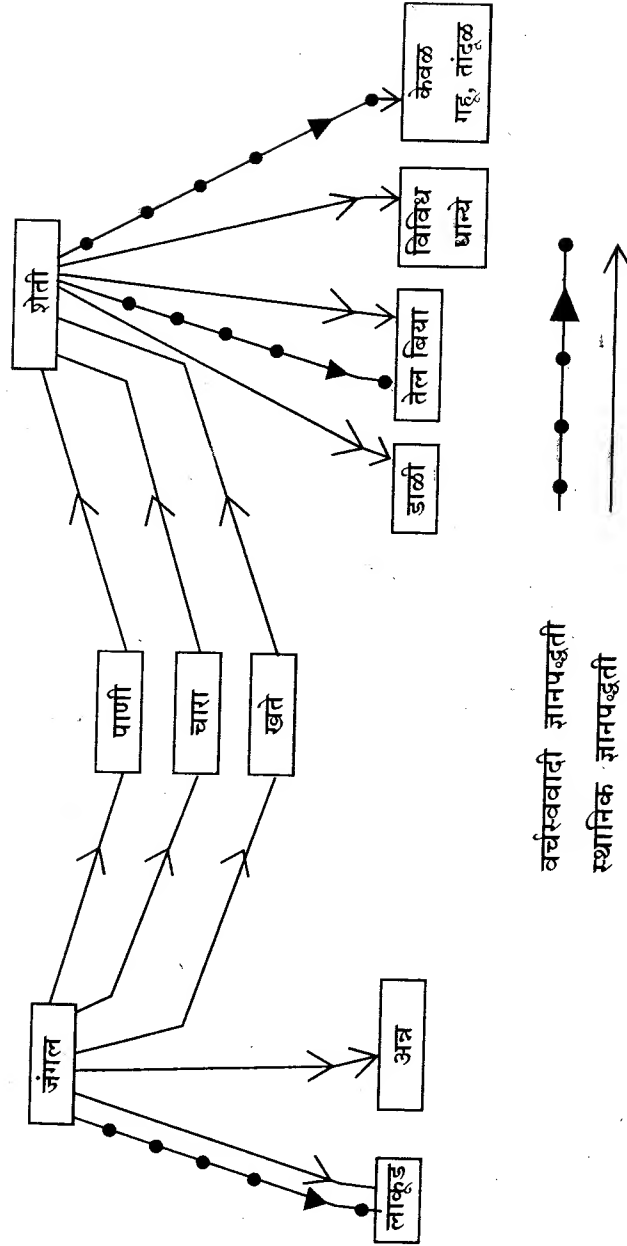 जंगल
शेती
पाणी
चारा
खते
लाकूड
अन्न
डाळी
तेल बिया
विविध
धान्ये
केवळ
गहू, तांदूळ
वर्चस्ववादी ज्ञानपद्धती
स्थानिक ज्ञानपद्धती